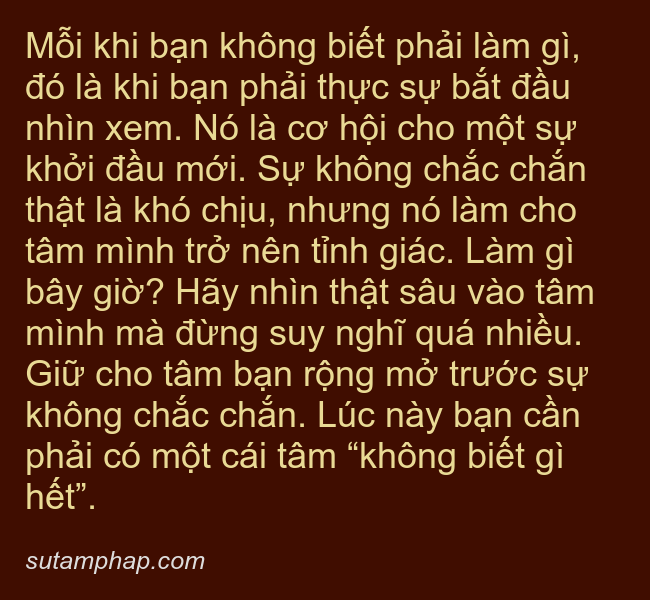 Mỗi khi bạn không biết phải làm gì,
đó là khi bạn phải thực sự bắt đầu
nhìn xem. Nó là cơ hội cho một sự
khởi đầu mới. Sự không chắc chắn
thật là khó chịu, nhưng nó làm cho
tâm mình trở nên tỉnh giác. Làm gì
bây giờ? Hãy nhìn thật sâu vào tâm
mình mà đừng suy nghĩ quá nhiều.
Giữ cho tâm bạn rộng mở trước sự
không chắc chắn. Lúc này bạn cần
phải có một cái tâm “không biết gì
hết”.
sutamphap.com